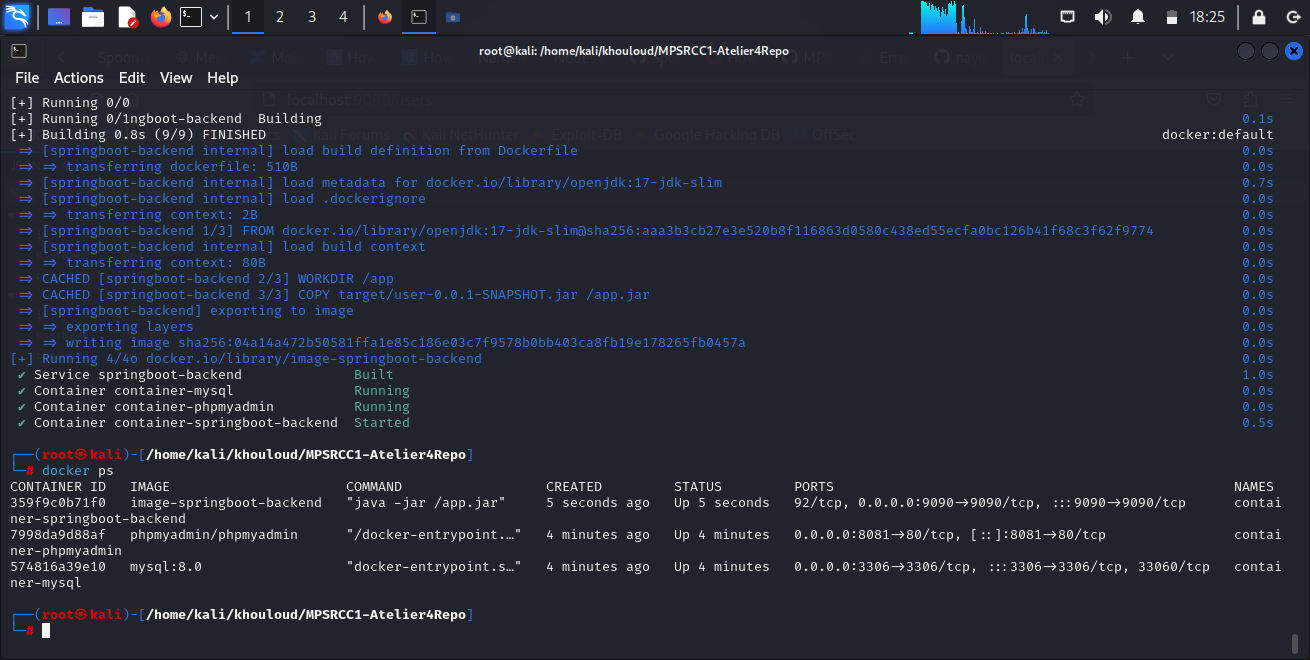 1 2 3 4 18:25
root@kali: /home/kali/khouloud/MPSRCC1-Atelier4Repo
File Actions Edit View Help
[+] Running 0/0
[+] Running 0/1ngboot-backend  Building 0.1s
[+] Building 0.8s (9/9) FINISHED docker:default
=> [springboot-backend internal] load build definition from Dockerfile 0.0s
=> => transferring dockerfile: 510B 0.0s
=> [springboot-backend internal] load metadata for docker.io/library/openjdk:17-jdk-slim 0.7s
=> [springboot-backend internal] load .dockerignore 0.0s
=> => transferring context: 2B 0.0s
=> [springboot-backend 1/3] FROM docker.io/library/openjdk:17-jdk-slim@sha256:aaa3b3cb27e3e520b8f116863d0580c438ed55ecfa0bc126b41f68c3f62f9774 0.0s
=> [springboot-backend internal] load build context 0.0s
=> => transferring context: 80B 0.0s
=> CACHED [springboot-backend 2/3] WORKDIR /app 0.0s
=> CACHED [springboot-backend 3/3] COPY target/user-0.0.1-SNAPSHOT.jar /app.jar 0.0s
=> [springboot-backend] exporting to image 0.0s
=> => exporting layers 0.0s
=> => writing image sha256:04a14a472b50581ffa1e85c186e03c7f9578b0bb403ca8fb19e178265fb0457a 0.0s
[+] Running 4/4o docker.io/library/image-springboot-backend 0.0s
✔ Service springboot-backend Built 1.0s
✔ Container container-mysql Running 0.0s
✔ Container container-phpmyadmin Running 0.0s
✔ Container container-springboot-backend Started 0.5s
┌──(root㉿kali)-[/home/kali/khouloud/MPSRCC1-Atelier4Repo]
└─# docker ps
CONTAINER ID IMAGE COMMAND CREATED STATUS PORTS NAMES
359f9c0b71f0 image-springboot-backend "java -jar /app.jar" 5 seconds ago Up 5 seconds 92/tcp, 0.0.0.0:9090->9090/tcp, :::9090->9090/tcp contai
ner-springboot-backend
7998da9d88af phpmyadmin/phpmyadmin "/docker-entrypoint.…" 4 minutes ago Up 4 minutes 0.0.0.0:8081->80/tcp, [::]:8081->80/tcp contai
ner-phpmyadmin
574816a39e10 mysql:8.0 "docker-entrypoint.s…" 4 minutes ago Up 4 minutes 0.0.0.0:3306->3306/tcp, :::3306->3306/tcp, 33060/tcp contai
ner-mysql
┌──(root㉿kali)-[/home/kali/khouloud/MPSRCC1-Atelier4Repo]
└─#